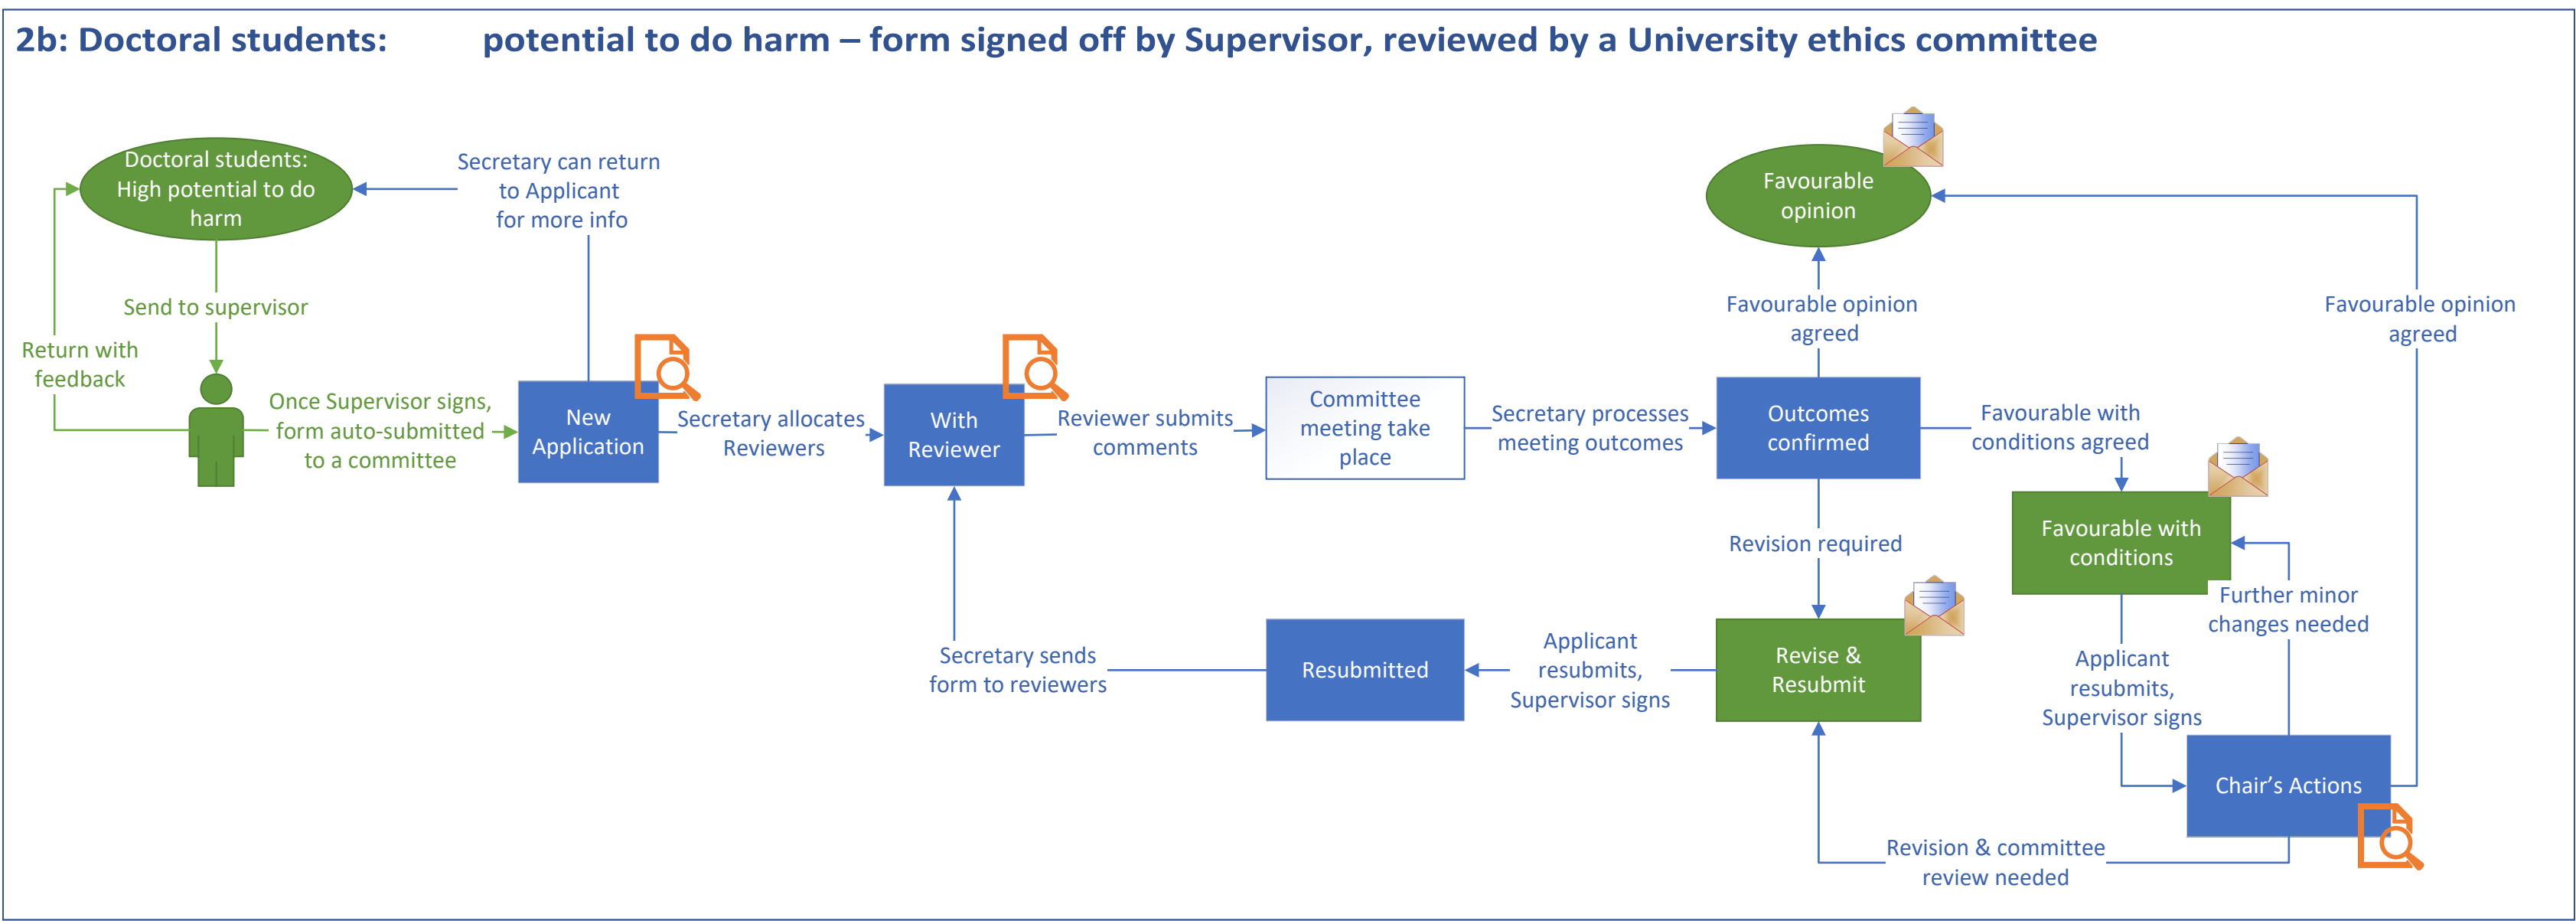 2b: Doctoral students: potential to do harm – form signed off by Supervisor, reviewed by a University ethics committee
Doctoral students:
High potential to do
harm
Secretary can return
to Applicant
for more info
Send to supervisor
Return with
feedback
Once Supervisor signs,
form auto-submitted
to a committee
New
Application
Secretary allocates
Reviewers
With
Reviewer
Reviewer submits
comments
Committee
meeting take
place
Secretary processes
meeting outcomes
Outcomes
confirmed
Favourable opinion
agreed
Favourable
opinion
Favourable opinion
agreed
Favourable with
conditions agreed
Favourable with
conditions
Revision required
Revise &
Resubmit
Applicant
resubmits,
Supervisor signs
Resubmitted
Secretary sends
form to reviewers
Further minor
changes needed
Applicant
resubmits,
Supervisor signs
Chair’s Actions
Revision & committee
review needed